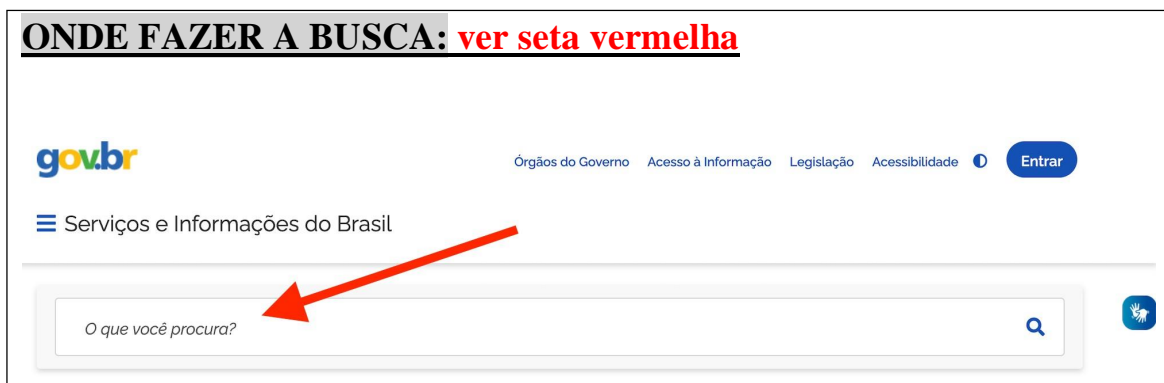 ONDE FAZER A BUSCA: ver seta vermelha
gov.br
Órgãos do Governo Acesso à Informação Legislação Acessibilidade Entrar
Serviços e Informações do Brasil
O que você procura?